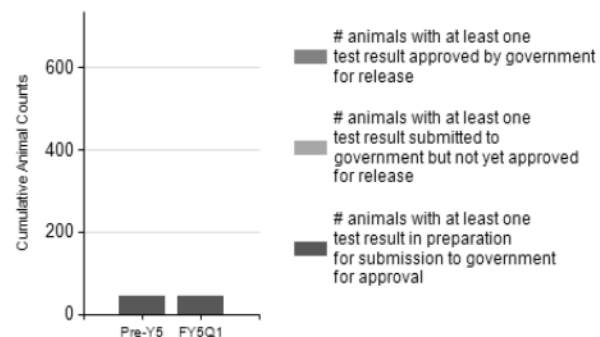 # animals with at least one
test result approved by government
for release
600
# animals with at least one
test result submitted to
government but not yet approved
for release
400
Cumulative Animal Counts
# animals with at least one
test result in preparation
for submission to government
for approval
200
0
Pre-Y5 FY5Q1